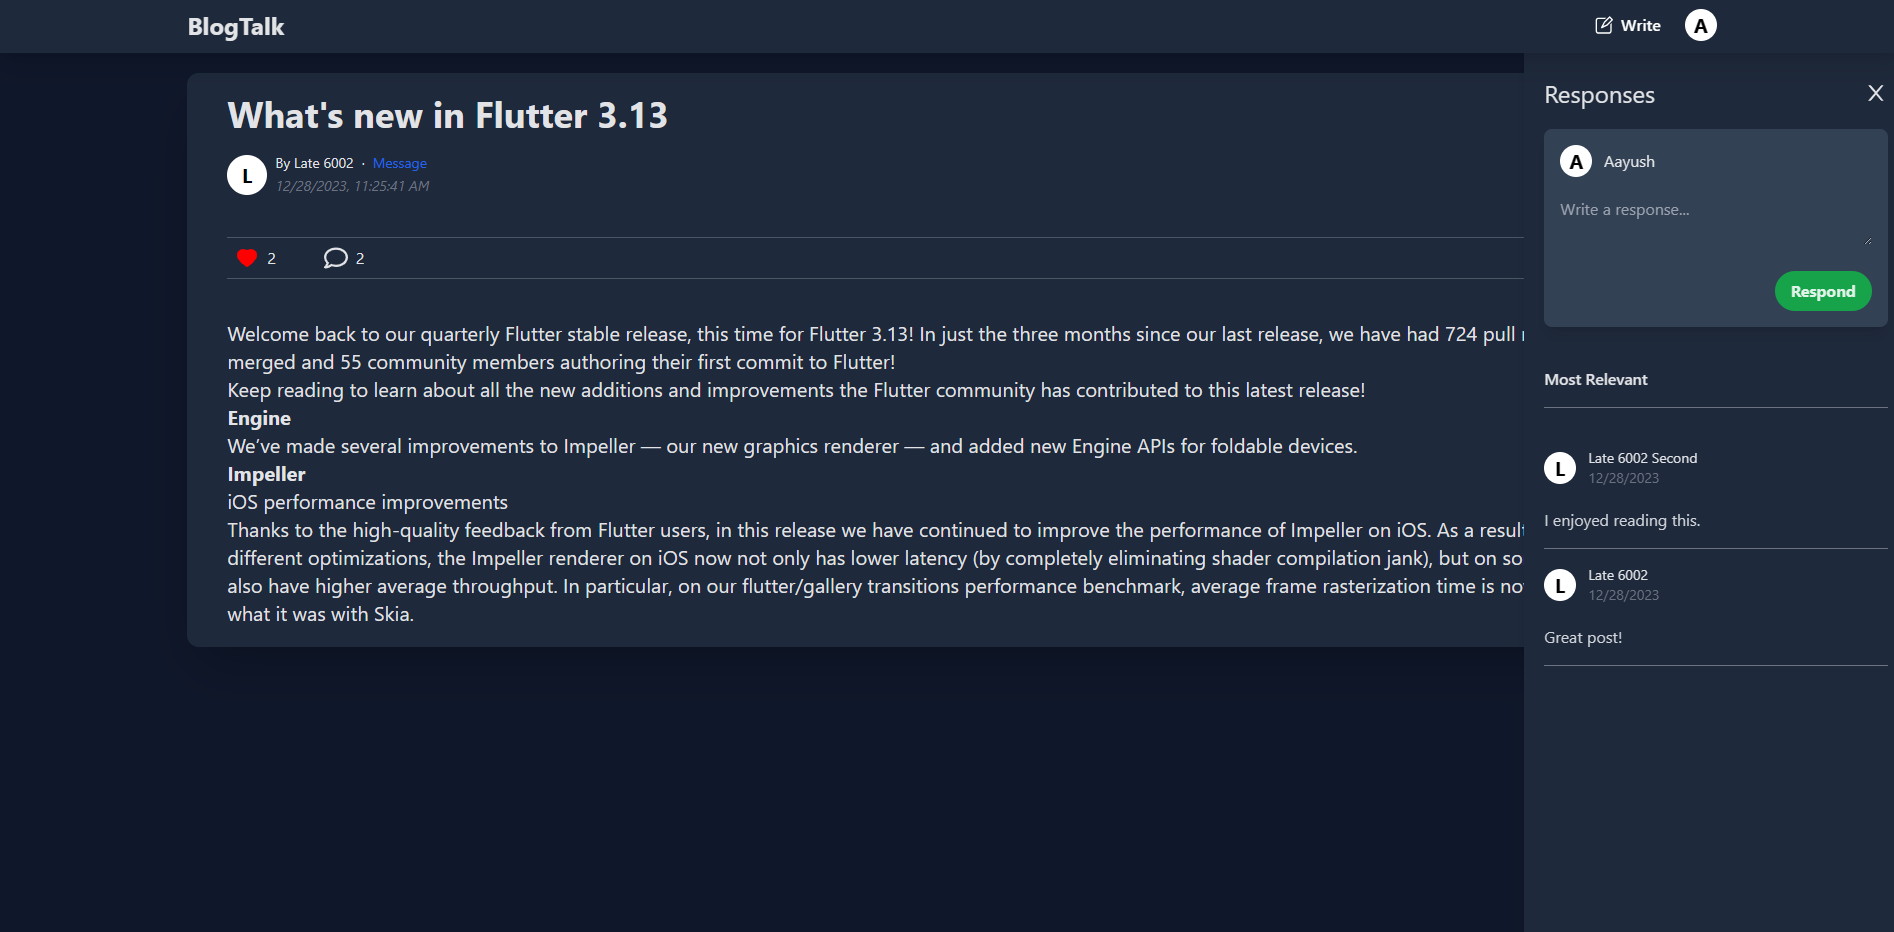 BlogTalk
Write
A
What's new in Flutter 3.13
L
By Late 6002 · Message
12/28/2023, 11:25:41 AM
2
2
Welcome back to our quarterly Flutter stable release, this time for Flutter 3.13! In just the three months since our last release, we have had 724 pull
merged and 55 community members authoring their first commit to Flutter!
Keep reading to learn about all the new additions and improvements the Flutter community has contributed to this latest release!
Engine
We’ve made several improvements to Impeller — our new graphics renderer — and added new Engine APIs for foldable devices.
Impeller
iOS performance improvements
Thanks to the high-quality feedback from Flutter users, in this release we have continued to improve the performance of Impeller on iOS. As a
different optimizations, the Impeller renderer on iOS now not only has lower latency (by completely eliminating shader compilation jank), but on
also have higher average throughput. In particular, on our flutter/gallery transitions performance benchmark, average frame rasterization time is
what it was with Skia.
Responses
X
A
Aayush
Write a response...
Respond
Most Relevant
L
Late 6002 Second
12/28/2023
I enjoyed reading this.
L
Late 6002
12/28/2023
Great post!